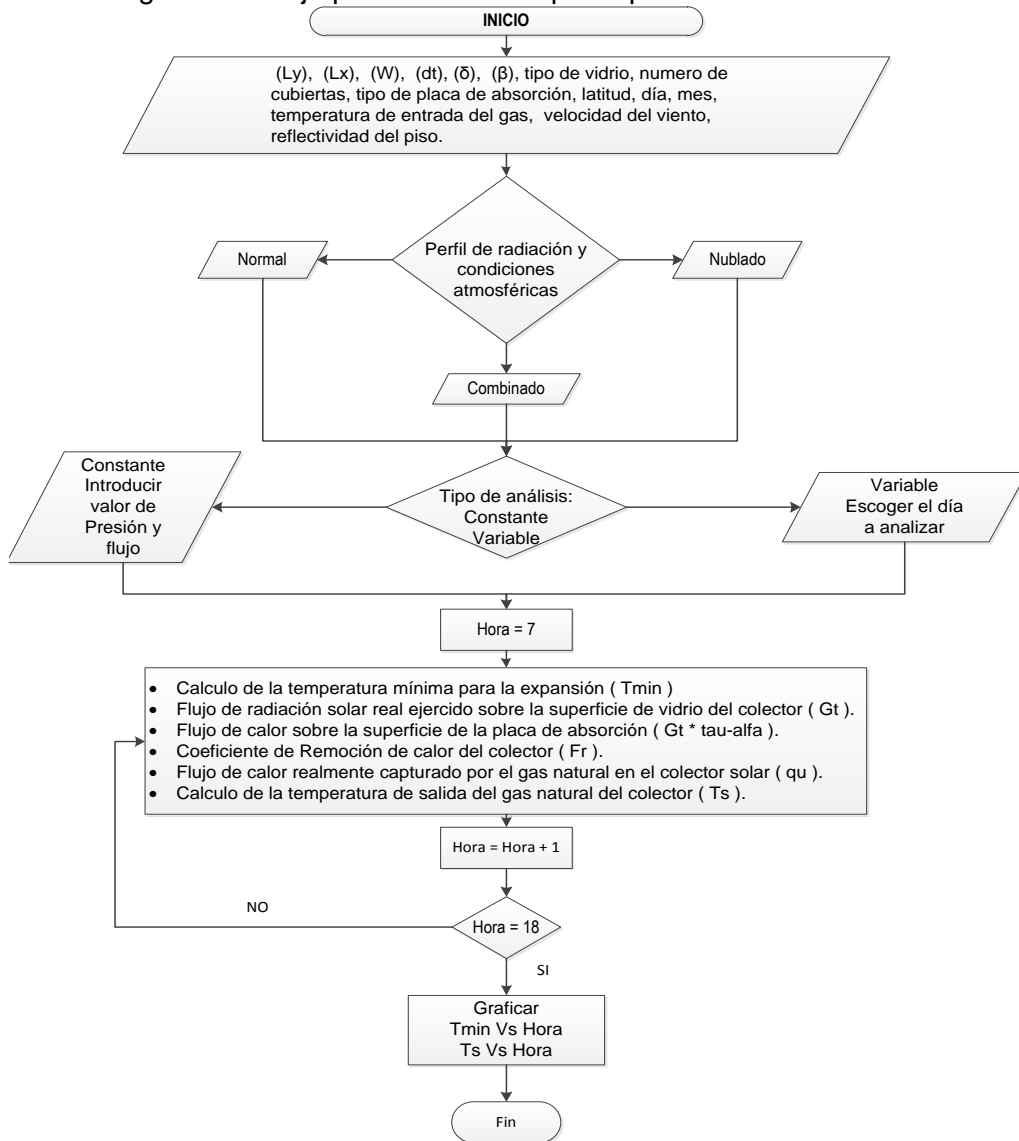 INICIO
(Ly), (Lx), (W), (dt), (δ), (β), tipo de vidrio, numero de
cubiertas, tipo de placa de absorción, latitud, día, mes,
temperatura de entrada del gas, velocidad del viento,
reflectividad del piso.
Perfil de radiación y
condiciones
atmosféricas
Normal
Nublado
Combinado
Tipo de análisis:
Constante
Variable
Constante
Introducir
valor de
Presión y
flujo
Variable
Escoger el día
a analizar
Hora = 7
• Calculo de la temperatura mínima para la expansión ( Tmin )
• Flujo de radiación solar real ejercido sobre la superficie de vidrio del colector ( Gt ).
• Flujo de calor sobre la superficie de la placa de absorción ( Gt * tau-alfa ).
• Coeficiente de Remoción de calor del colector ( Fr ).
• Flujo de calor realmente capturado por el gas natural en el colector solar ( qu ).
• Calculo de la temperatura de salida del gas natural del colector ( Ts ).
Hora = Hora + 1
NO
Hora = 18
SI
Graficar
Tmin Vs Hora
Ts Vs Hora
Fin